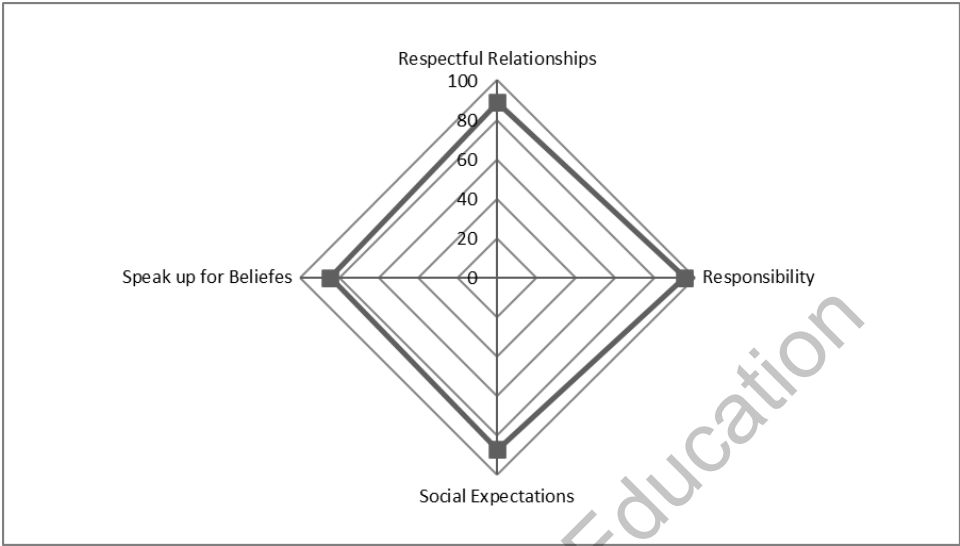 Respectful Relationships
100
80
60
40
20
0
Speak up for Beliefes
Responsibility
Social Expectations
Education